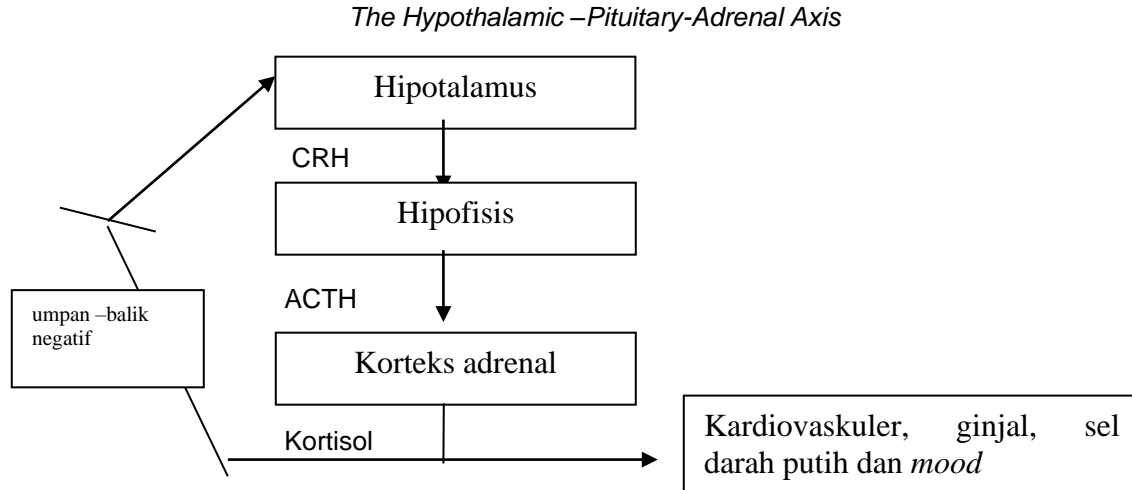 The Hypothalamic –Pituitary-Adrenal Axis
Hipotalamus
CRH
Hipofisis
umpan –balik
negatif
ACTH
Korteks adrenal
Kortisol
Kardiovaskuler, ginjal, sel
darah putih dan mood